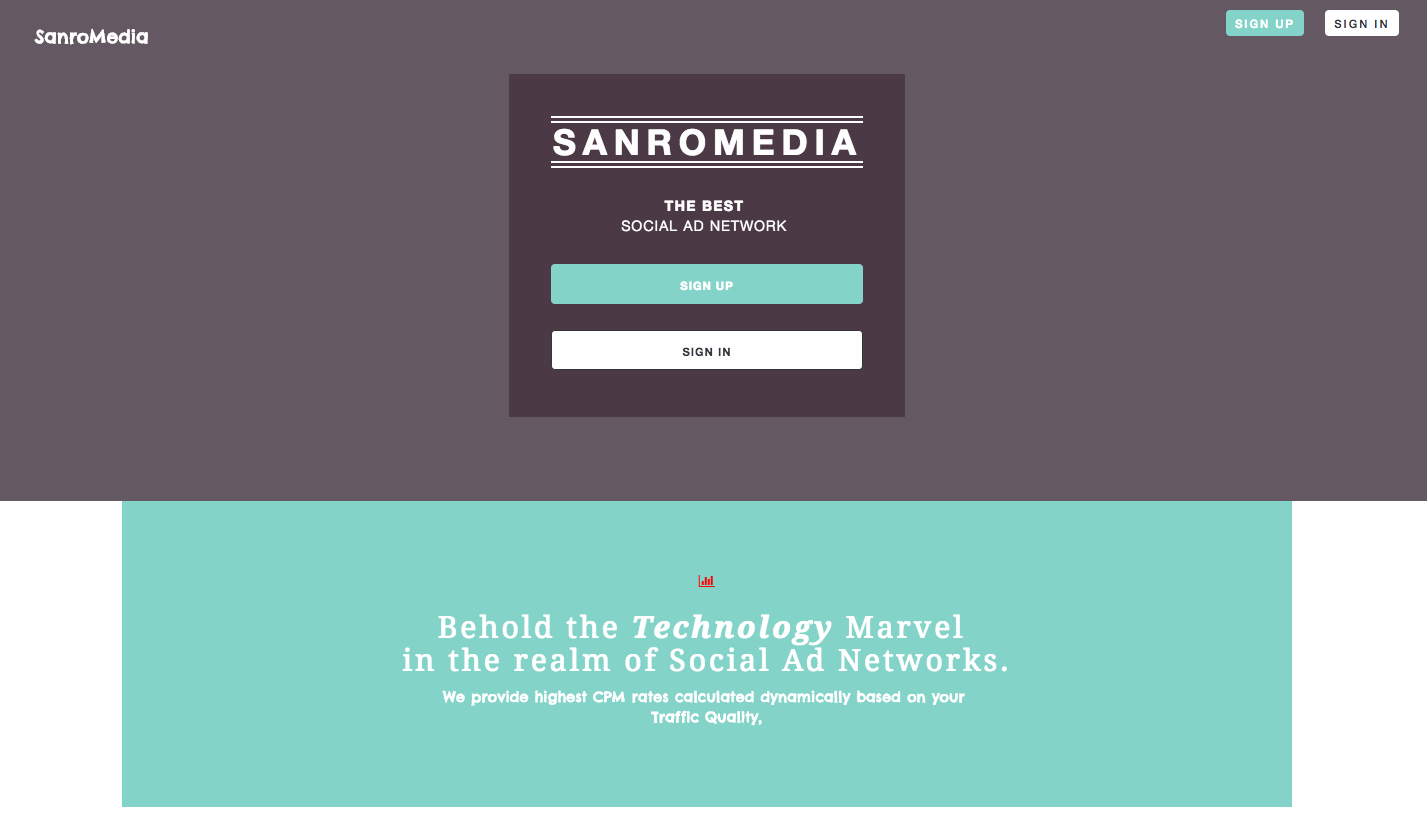 SanroMedia
SIGN UP
SIGN IN
SANROMEDIA
THE BEST
SOCIAL AD NETWORK
SIGN UP
SIGN IN
Behold the Technology Marvel
in the realm of Social Ad Networks.
We provide highest CPM rates calculated dynamically based on your
Traffic Quality,